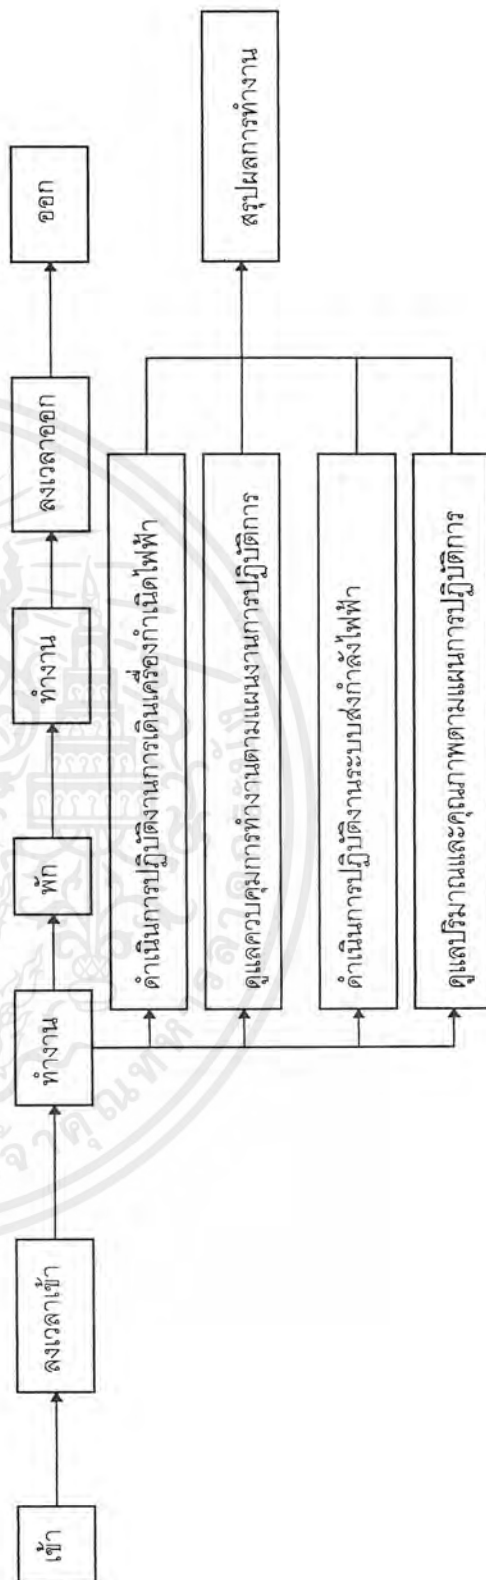 เข้า
ลงเวลาเข้า
ทำงาน
พัก
ทำงาน
ลงเวลาออก
ออก
ดำเนินการปฏิบัติงานการเดินเครื่องกำเนิดไฟฟ้า
ดูแลควบคุมการทำงานตามแผนงานการปฏิบัติการ
ดำเนินการปฏิบัติงานระบบส่งกำลังไฟฟ้า
ดูแลปริมาณและคุณภาพตามแผนการปฏิบัติการ
สรุปผลการทำงาน